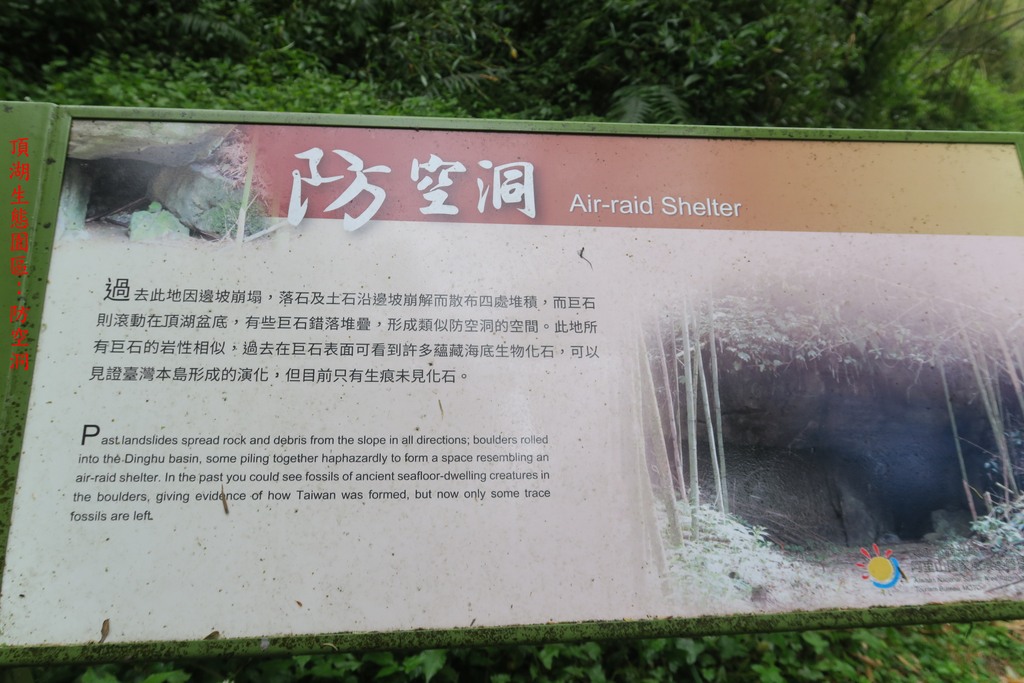 頂湖生態園區：防空洞
防空洞 Air-raid Shelter
過去此地因邊坡崩塌，落石及土石沿邊坡崩解而散布四處堆積，而巨石
則滾動在頂湖盆底，有些巨石錯落堆疊，形成類似防空洞的空間。此地所
有巨石的岩性相似，過去在巨石表面可看到許多蘊藏海底生物化石，可以
見證臺灣本島形成的演化，但目前只有生痕未見化石。
Past landslides spread rock and debris from the slope in all directions; boulders rolled
into the Dinghu basin, some piling together haphazardly to form a space resembling an
air-raid shelter. In the past you could see fossils of ancient seafloor-dwelling creatures in
the boulders, giving evidence of how Taiwan was formed, but now only some trace
fossils are left.